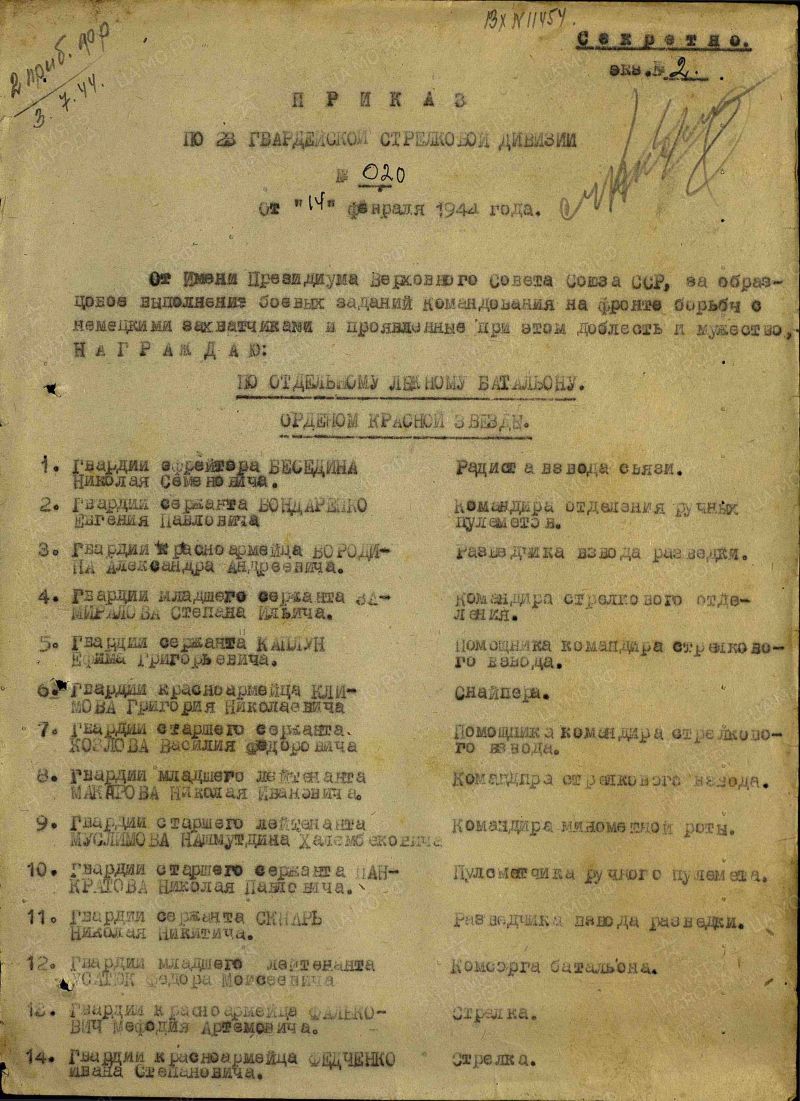 Вх №11454.
Секретно.
экз.№ 2.
2 приб. фр
3.7.44.
ПРИКАЗ
ПО 23 ГВАРДЕЙСКОЙ СТРЕЛКОВОЙ ДИВИЗИИ
№ 020
От "14" февраля 1944 года.
От Имени Президиума Верховного Совета Союза ССР, за образ-
цовое выполнение боевых заданий командования на фронте борьбы с
немецкими захватчиками и проявленные при этом доблесть и мужество,
НАГРАЖДАЮ:
ПО ОТДЕЛЬНОМУ ЛЫЖНОМУ БАТАЛЬОНУ.
ОРДЕНОМ КРАСНОЙ ЗВЕЗДЫ.
1. Гвардии ефрейтора БЕСЕДИНА Радиста взвода связи.
Николая Семеновича.
2. Гвардии сержанта БОНДАРЕНКО Командира отделения ручных
Евгения Павловича пулеметов.
3. Гвардии красноармейца БОРОДИ- Разведчика взвода разведки.
НА Александра Андреевича.
4. Гвардии младшего сержанта ЗА- Командира стрелкового отде-
МИРАЛОВА Степана Ильича. ления.
5. Гвардии сержанта КАПЛУН Помощника командира стрелково-
Ефима Григорьевича. го взвода.
6. Гвардии красноармейца КЛИ- Снайпера.
МОВА Григория Николаевича
7. Гвардии старшего сержанта Помощника командира стрелково-
КОЗЛОВА Василия Федоровича го взвода.
8. Гвардии младшего лейтенанта Командира стрелкового взвода.
МАКАРОВА Николая Ивановича.
9. Гвардии старшего лейтенанта Командира минометной роты.
МУСЛИМОВА НАЖМУТДИНА Халембековича
10. Гвардии старшего сержанта ПАН- Пулеметчика ручного пулемета.
КРАТОВА Николая Павловича.
11. Гвардии сержанта СКНАРЬ Разведчика взвода разведки.
Николая Никитича.
12. Гвардии младшего лейтенанта Комсорга батальона.
УСАТЮК Федора Моисеевича
13. Гвардии красноармейца ФАЛЬКО- Стрелка.
ВИЧ Мефодия Артемовича.
14. Гвардии красноармейца ФЕДЧЕНКО Стрелка.
Ивана Степановича.